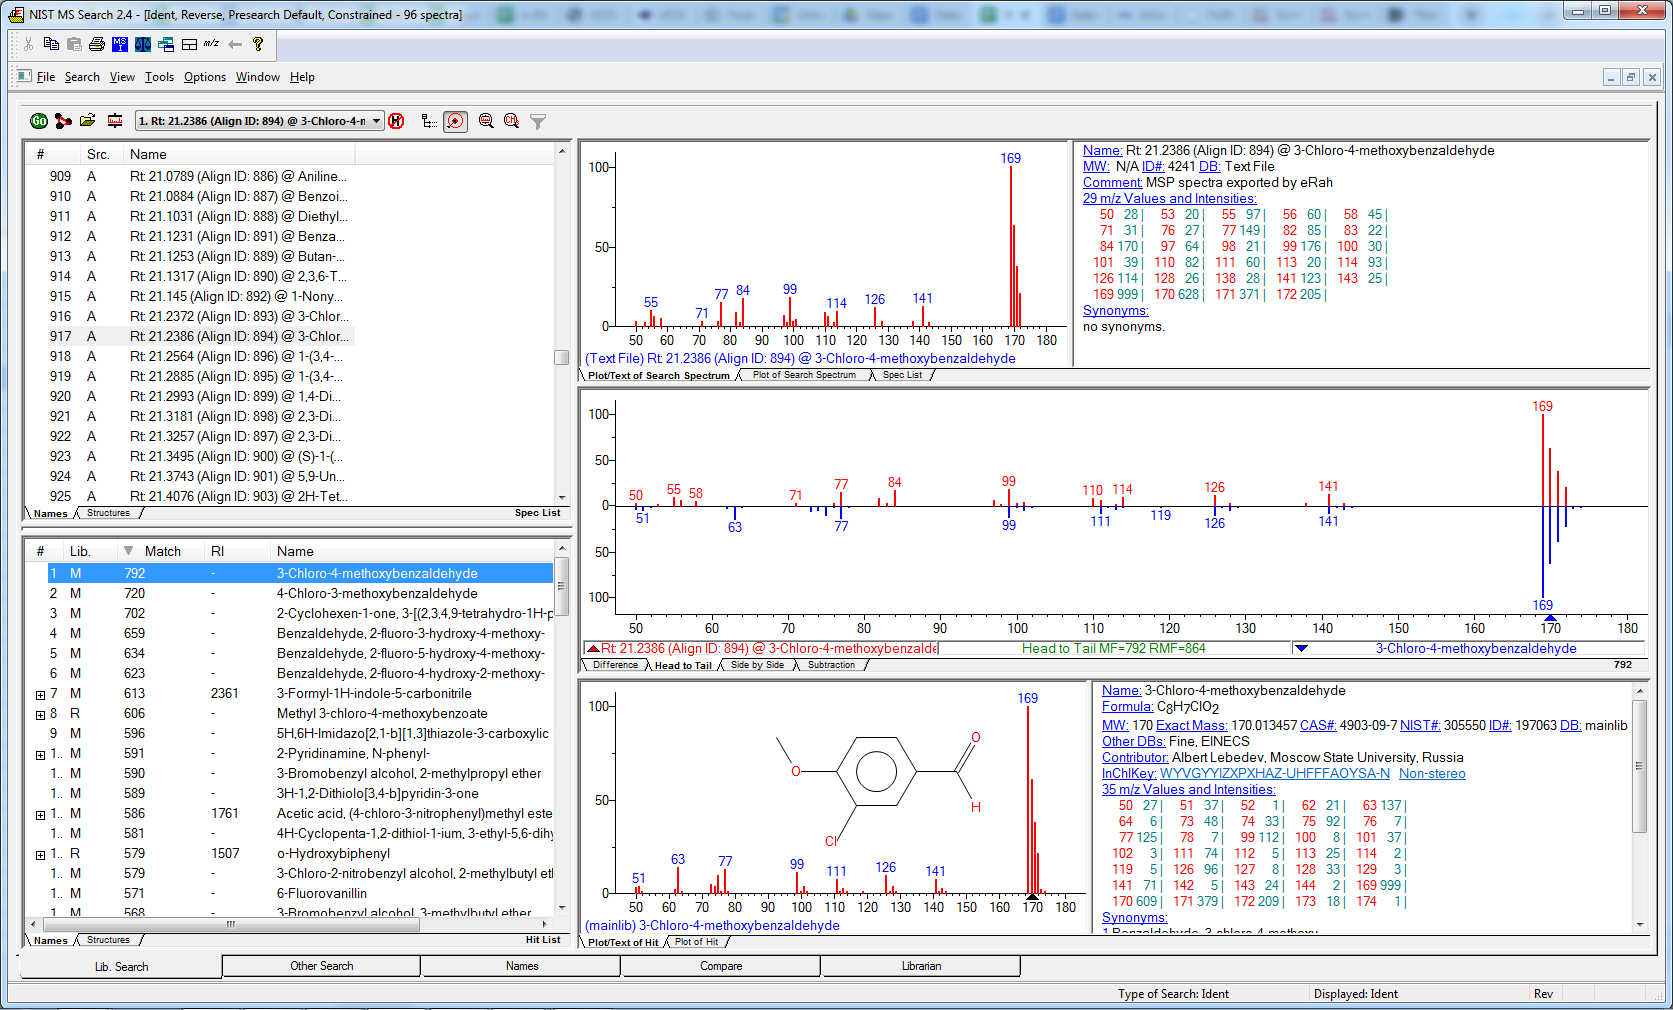 NIST MS Search 2.4 - [Ident, Reverse, Presearch Default, Constrained - 96 spectra]
File Search View Tools Options Window Help
1. Rt: 21.2386 (Align ID: 894) @ 3-Chloro-4-n
# Src. Name
909 A Rt: 21.0789 (Align ID: 886) @ Aniline...
910 A Rt: 21.0884 (Align ID: 887) @ Benzoi...
911 A Rt: 21.1031 (Align ID: 888) @ Diethyl...
912 A Rt: 21.1231 (Align ID: 891) @ Benza...
913 A Rt: 21.1253 (Align ID: 889) @ Butan-...
914 A Rt: 21.1317 (Align ID: 890) @ 2,3,6-T...
915 A Rt: 21.145 (Align ID: 892) @ 1-Nony...
916 A Rt: 21.2372 (Align ID: 893) @ 3-Chlor...
917 A Rt: 21.2386 (Align ID: 894) @ 3-Chlor...
918 A Rt: 21.2564 (Align ID: 896) @ 1-(3,4-...
919 A Rt: 21.2885 (Align ID: 895) @ 1-(3,4-...
920 A Rt: 21.2993 (Align ID: 899) @ 1,4-Di...
921 A Rt: 21.3181 (Align ID: 898) @ 2,3-Di...
922 A Rt: 21.3257 (Align ID: 897) @ 2,3-Di...
923 A Rt: 21.3495 (Align ID: 900) @ (S)-1-(...
924 A Rt: 21.3743 (Align ID: 901) @ 5,9-Un...
925 A Rt: 21.4076 (Align ID: 903) @ 2H-Tet...
Names Structures Spec List
# Lib. Match RI Name
1 M 792 - 3-Chloro-4-methoxybenzaldehyde
2 M 720 - 4-Chloro-3-methoxybenzaldehyde
3 M 702 - 2-Cyclohexen-1-one, 3-[(2,3,4,9-tetrahydro-1H-p
4 M 659 - Benzaldehyde, 2-fluoro-3-hydroxy-4-methoxy-
5 M 634 - Benzaldehyde, 2-fluoro-5-hydroxy-4-methoxy-
6 M 623 - Benzaldehyde, 2-fluoro-4-hydroxy-2-methoxy-
7 M 613 2361 3-Formyl-1H-indole-5-carbonitrile
8 R 606 - Methyl 3-chloro-4-methoxybenzoate
9 M 596 - 5H,6H-Imidazo[2,1-b][1,3]thiazole-3-carboxylic
1.. M 591 - 2-Pyridinamine, N-phenyl-
1.. M 590 - 3-Bromobenzyl alcohol, 2-methylpropyl ether
1.. M 589 - 3H-1,2-Dithiolo[3,4-b]pyridin-3-one
1.. M 586 1761 Acetic acid, (4-chloro-3-nitrophenyl)methyl este
1.. M 581 - 4H-Cyclopenta-1,2-dithiol-1-ium, 3-ethyl-5,6-dihy
1.. R 579 1507 o-Hydroxybiphenyl
1.. M 579 - 3-Chloro-2-nitrobenzyl alcohol, 2-methylbutyl et
1.. M 571 - 6-Fluorovanillin
1.. M 568 - 3-Bromobenzyl alcohol, 3-methylbutyl ether
Names Structures Hit List
100
50
0
169
55 71 77 84 99 114 126 141
50 60 70 80 90 100 110 120 130 140 150 160 170 180
(Text File) Rt: 21.2386 (Align ID: 894) @ 3-Chloro-4-methoxybenzaldehyde
Plot/Text of Search Spectrum Plot of Search Spectrum Spec List
Name: Rt: 21.2386 (Align ID: 894) @ 3-Chloro-4-methoxybenzaldehyde
MW: N/A ID#: 4241 DB: Text File
Comment: MSP spectra exported by eRah
29 m/z Values and Intensities:
50 28 | 53 20 | 55 97 | 56 60 | 58 45 |
71 31 | 76 27 | 77 149 | 82 85 | 83 22 |
84 170 | 97 64 | 98 21 | 99 176 | 100 30 |
101 39 | 110 82 | 111 60 | 113 20 | 114 93 |
126 114 | 128 26 | 138 28 | 141 123 | 143 25 |
169 999 | 170 628 | 171 371 | 172 205 |
Synonyms:
no synonyms.
100
50
0
50
100
169
50 55 58 71 77 84 99 110 114 126 141
51 63 77 99 111 119 126 141
169
50 60 70 80 90 100 110 120 130 140 150 160 170 180
Rt: 21.2386 (Align ID: 894) @ 3-Chloro-4-methoxybenzalde Head to Tail MF=792 RMF=864 3-Chloro-4-methoxybenzaldehyde
Difference Head to Tail Side by Side Subtraction 792
100
50
0
169
O
O
H
Cl
51 63 77 99 111 126 141
50 60 70 80 90 100 110 120 130 140 150 160 170 180
(mainlib) 3-Chloro-4-methoxybenzaldehyde
Plot/Text of Hit Plot of Hit
Name: 3-Chloro-4-methoxybenzaldehyde
Formula: C8H7ClO2
MW: 170 Exact Mass: 170.013457 CAS#: 4903-09-7 NIST#: 305550 ID#: 197063 DB: mainlib
Other DBs: Fine, EINECS
Contributor: Albert Lebedev, Moscow State University, Russia
InChIKey: WYVGYYIZXPXHAZ-UHFFFAOYSA-N Non-stereo
35 m/z Values and Intensities:
50 27 | 51 37 | 52 1 | 62 21 | 63 137 |
64 6 | 73 48 | 74 33 | 75 92 | 76 7 |
77 125 | 78 7 | 99 112 | 100 8 | 101 37 |
102 3 | 111 74 | 112 5 | 113 25 | 114 2 |
119 5 | 126 96 | 127 8 | 128 33 | 129 3 |
141 71 | 142 5 | 143 24 | 144 2 | 169 999 |
170 609 | 171 379 | 172 209 | 173 18 | 174 1 |
Synonyms:
1.Benzaldehyde, 3-chloro-4-methoxy-
Lib. Search Other Search Names Compare Librarian
Type of Search: Ident Displayed: Ident Rev